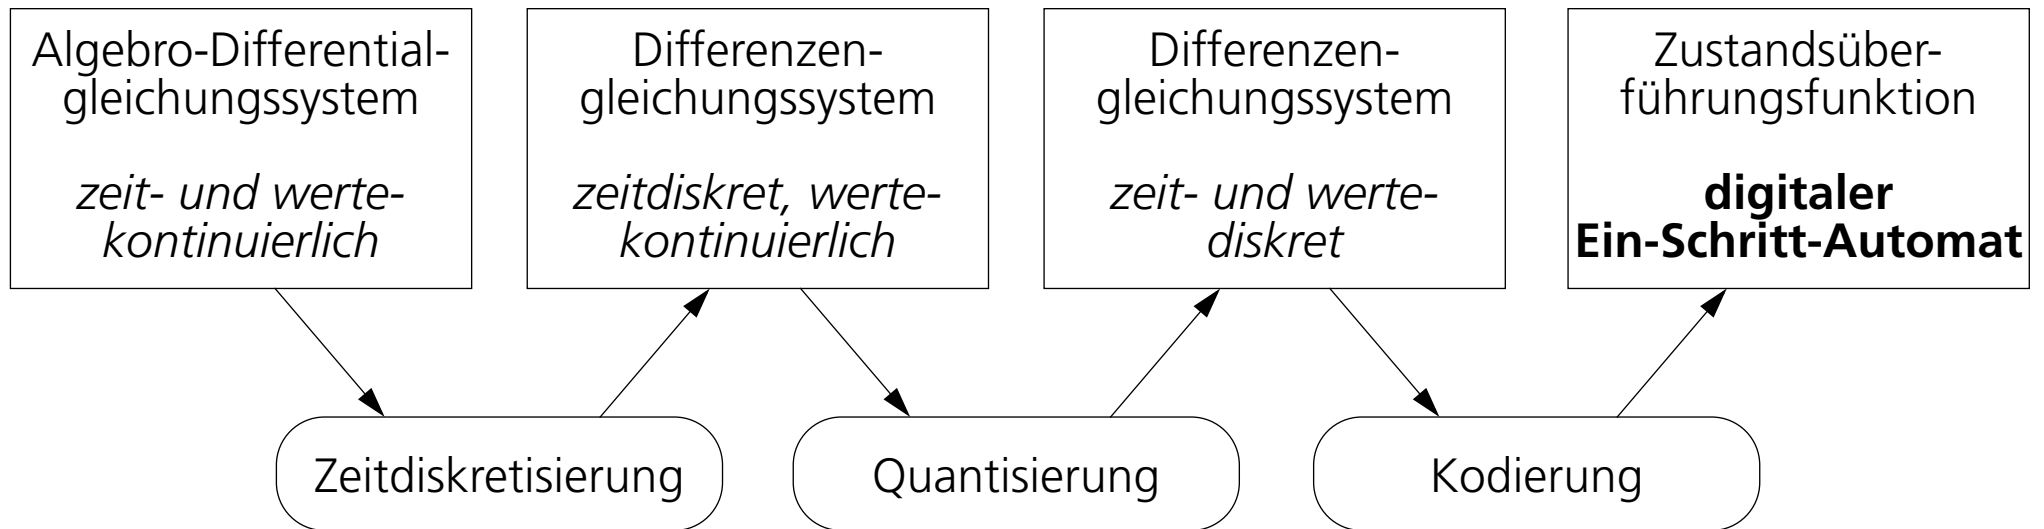 Algebro-Differential-
gleichungssystem
zeit- und werte-
kontinuierlich
Differenzen-
gleichungssystem
zeitdiskret, werte-
kontinuierlich
Differenzen-
gleichungssystem
zeit- und werte-
diskret
Zustandsüber-
führungsfunktion
digitaler
Ein-Schritt-Automat
Zeitdiskretisierung
Quantisierung
Kodierung